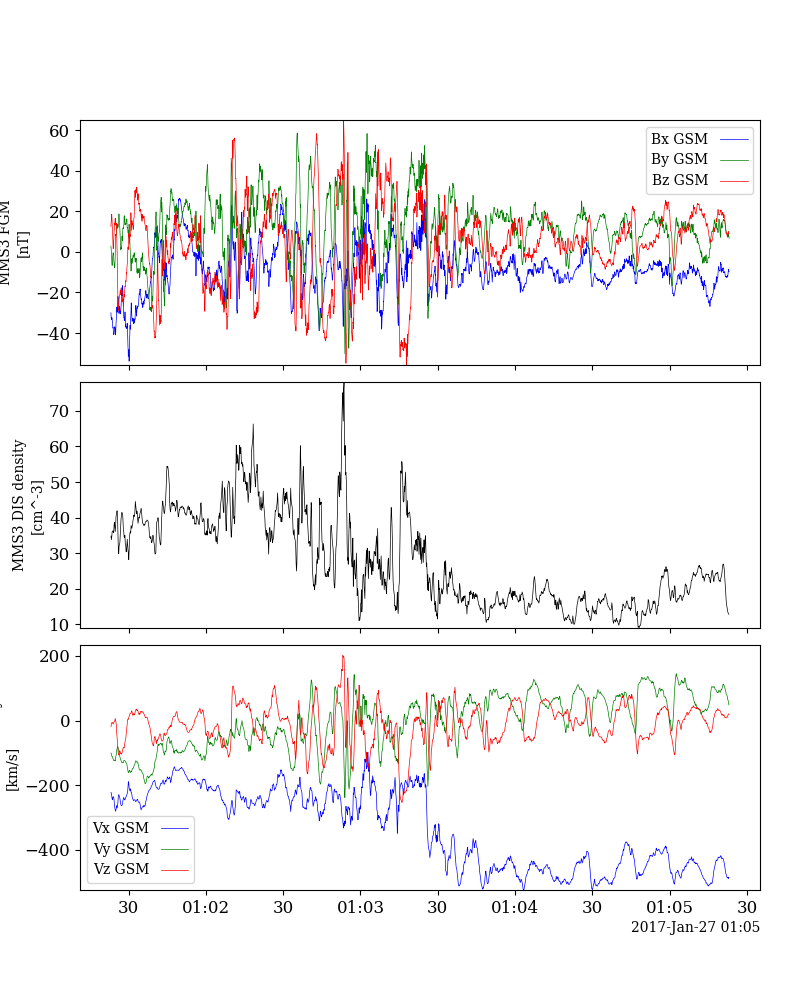 60
40
20
0
−20
−40
MMS3 FGM
[nT]
Bx GSM
By GSM
Bz GSM
70
60
50
40
30
20
10
MMS3 DIS density
[cm^-3]
200
0
−200
−400
[km/s]
Vx GSM
Vy GSM
Vz GSM
30 01:02 30 01:03 30 01:04 30 01:05 30
2017-Jan-27 01:05